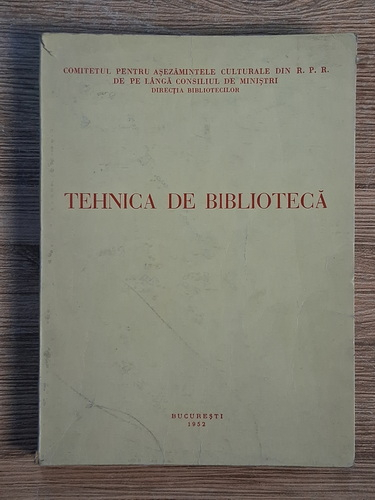 COMITETUL PENTRU AȘEZĂMINTELE CULTURALE DIN R. P. R.
DE PE LÂNGĂ CONSILIUL DE MINIȘTRI
DIRECȚIA BIBLIOTECILOR
TEHNICA DE BIBLIOTECĂ
BUCUREȘTI
1952